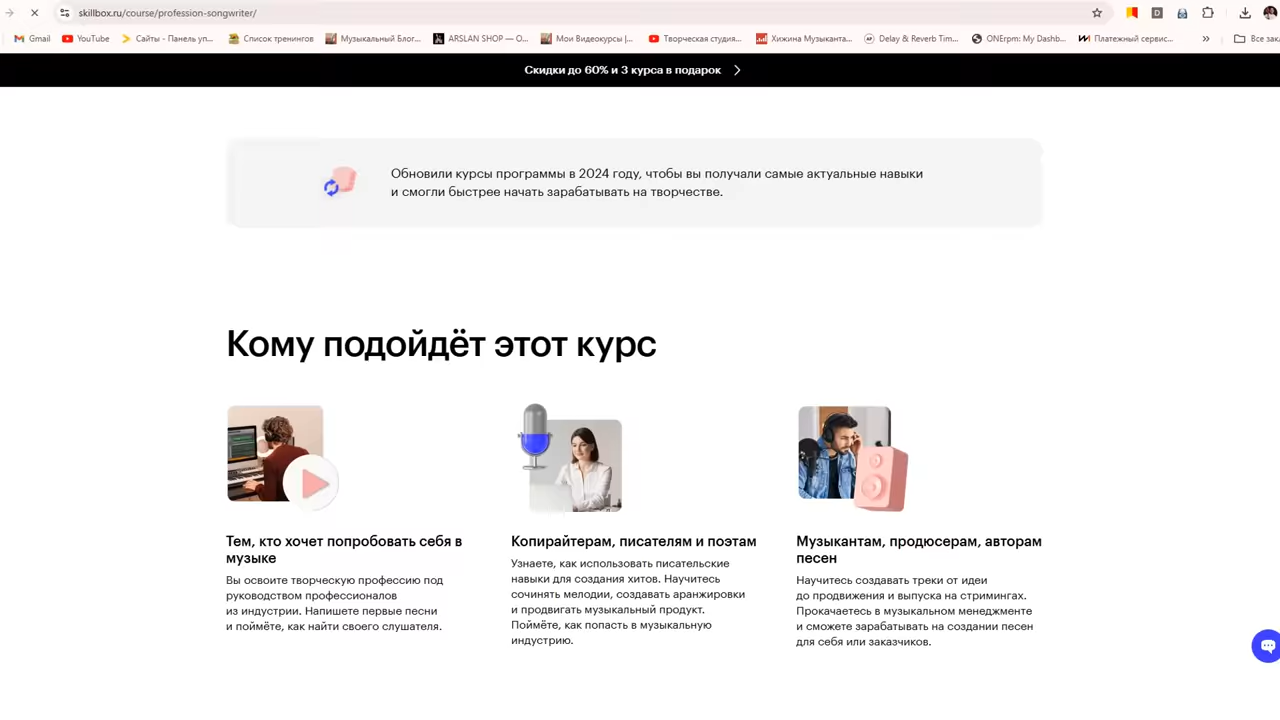 skillbox.ru/course/profession-songwriter/
Gmail
YouTube
Сайты - Панель уп...
Список тренингов
Музыкальный Блог...
ARSLAN SHOP — O...
Мои Видеокурсы |...
Творческая студия...
Хижина Музыканта...
Delay & Reverb Tim...
ONErpm: My Dashb...
Платежный сервис...
»
Скидки до 60% и 3 курса в подарок
Обновили курсы программы в 2024 году, чтобы вы получали самые актуальные навыки
и смогли быстрее начать зарабатывать на творчестве.
Кому подойдёт этот курс
Тем, кто хочет попробовать себя в
музыке
Вы освоите творческую профессию под
руководством профессионалов
из индустрии. Напишете первые песни
и поймёте, как найти своего слушателя.
Копирайтерам, писателям и поэтам
Узнаете, как использовать писательские
навыки для создания хитов. Научитесь
сочинять мелодии, создавать аранжировки
и продвигать музыкальный продукт.
Поймёте, как попасть в музыкальную
индустрию.
Музыкантам, продюсерам, авторам
песен
Научитесь создавать треки от идеи
до продвижения и выпуска на стримингах.
Прокачаетесь в музыкальном менеджменте
и сможете зарабатывать на создании песен
для себя или заказчиков.